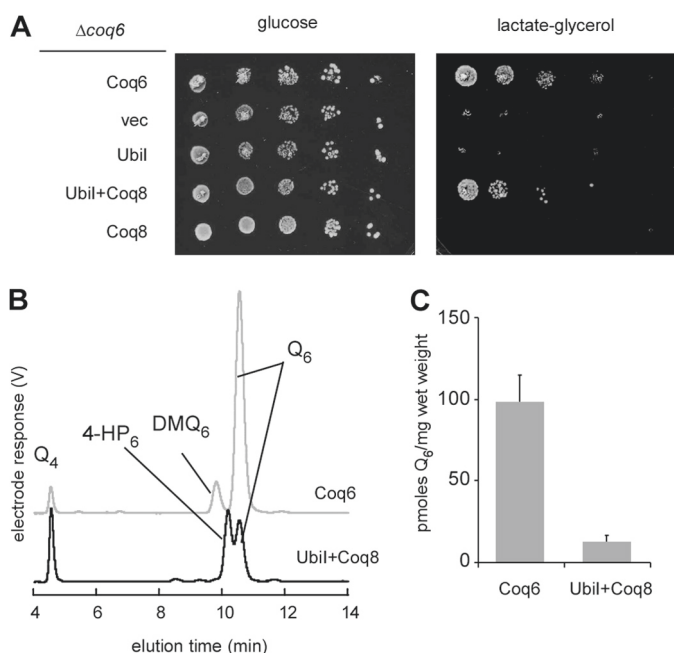 A
Δcoq6
glucose
lactate-glycerol
Coq6
vec
UbiI
UbiI+Coq8
Coq8
B
electrode response (V)
Q4
4-HP6
DMQ6
Q6
Coq6
UbiI+Coq8
4 6 8 10 12 14
elution time (min)
C
pmoles Q6/mg wet weight
150
100
50
0
Coq6 UbiI+Coq8